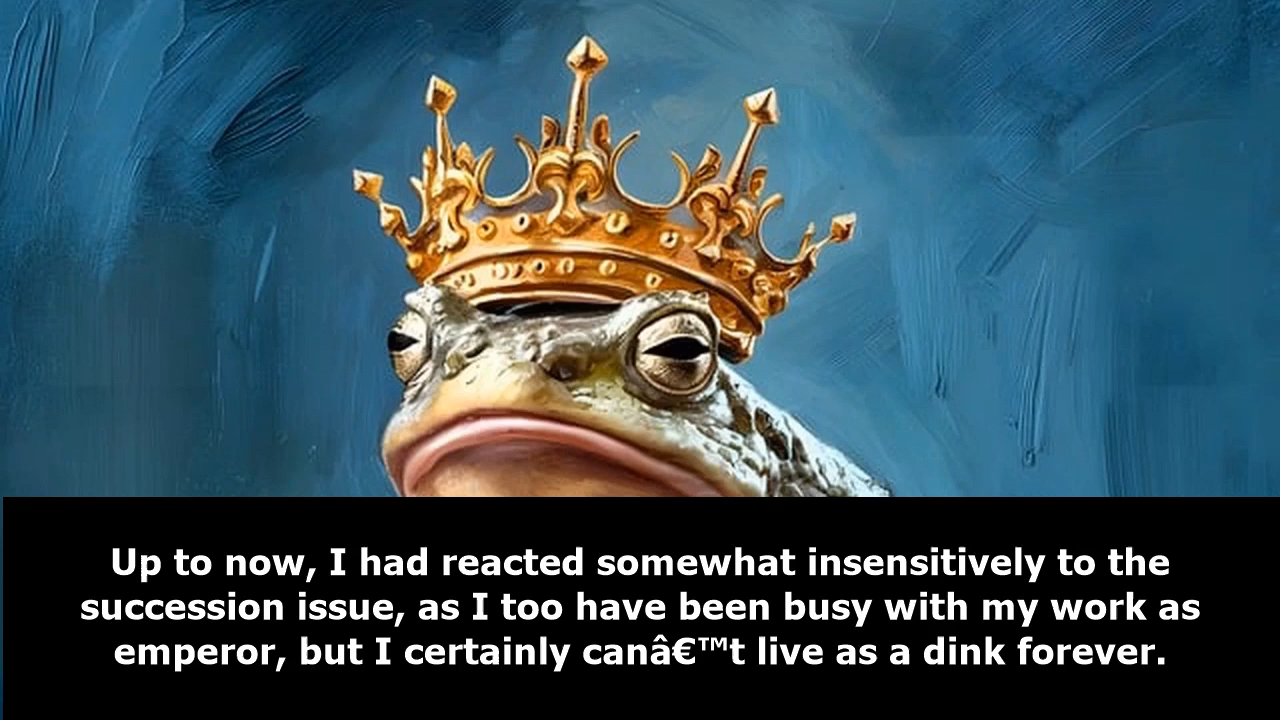 Up to now, I had reacted somewhat insensitively to the
succession issue, as I too have been busy with my work as
emperor, but I certainly canâ€™t live as a dink forever.